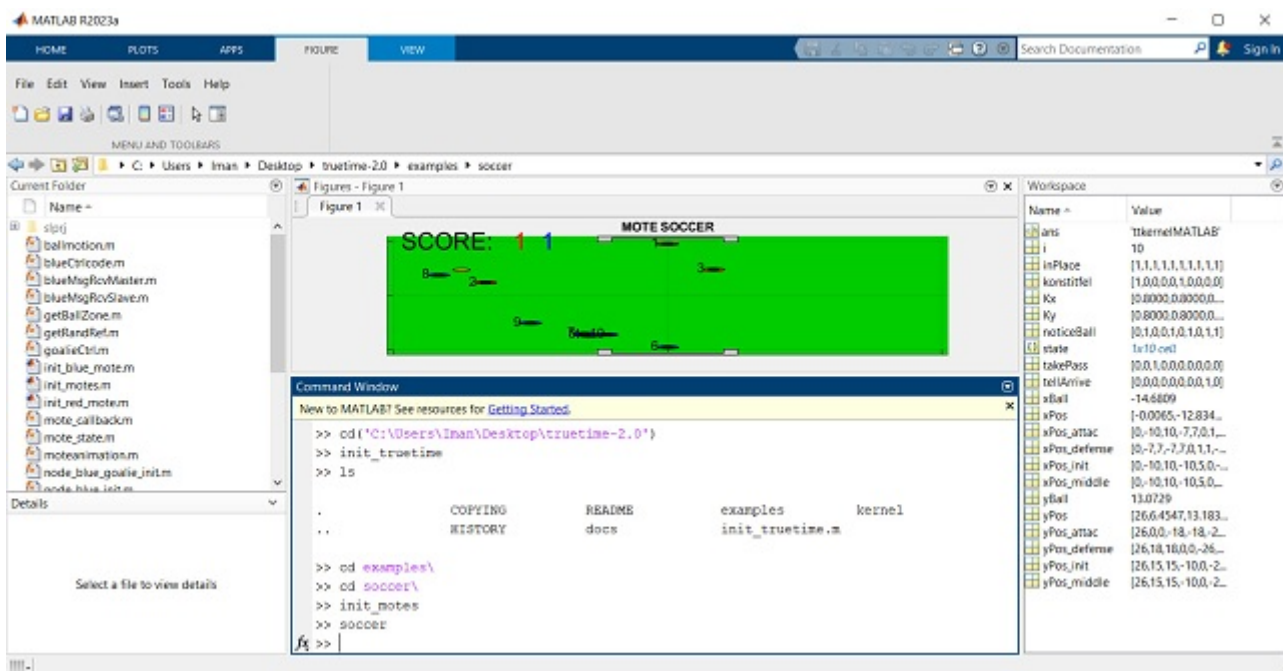 MATLAB R2023a
HOME PLOTS APPS FIGURE VIEW Search Documentation Sign In
File Edit View Insert Tools Help
MENU AND TOOLBARS
C: Users Iman Desktop truetime-2.0 examples soccer
Current Folder
Name
slprj
ballmotion.m
blueCtrlcode.m
blueMsgRcvMaster.m
blueMsgRcvSlave.m
getBallZone.m
getRandRef.m
goalieCtrl.m
init_blue_mote.m
init_motes.m
init_red_mote.m
mote_callback.m
mote_state.m
moteanimation.m
node_blue_goalie_init.m
node_blue_init.m
Details
Select a file to view details
Figures - Figure 1
Figure 1
MOTE SOCCER
SCORE: 1 1
1
3
8
2
9
6
Command Window
New to MATLAB? See resources for Getting Started.
>> cd('C:\Users\Iman\Desktop\truetime-2.0')
>> init_truetime
>> ls
. COPYING README examples kernel
.. HISTORY docs init_truetime.m
>> cd examples\
>> cd soccer\
>> init_motes
>> soccer
fx >>
Workspace
Name Value
ans 'ttkernelMATLAB'
i 10
inPlace [1,1,1,1,1,1,1,1,1,1]
konstitfel [1,0,0,0,1,0,0,0,0]
Kx [0.8000,0.8000,0....
Ky [0.8000,0.8000,0....
noticeBall [0,1,0,0,1,0,1,0,1,1]
state 1x10 cell
takePass [0,0,1,0,0,0,0,0,0,0]
tellArrive [0,0,0,0,0,0,0,0,1,0]
xBall -14.6809
xPos [-0.0065,-12.834...
xPos_attac [0,-10,10,-7,7,0,1,...
xPos_defense [0,-7,7,-7,7,0,1,1,-...
xPos_init [0,-10,10,-10,5,0,-...
xPos_middle [0,-10,10,-10,5,0,...
yBall 13.0729
yPos [26,6.4547,13.183...
yPos_attac [26,0,0,-18,-18,-2...
yPos_defense [26,18,18,0,0,-26,...
yPos_init [26,15,15,-10,0,-2...
yPos_middle [26,15,15,-10,0,-2...